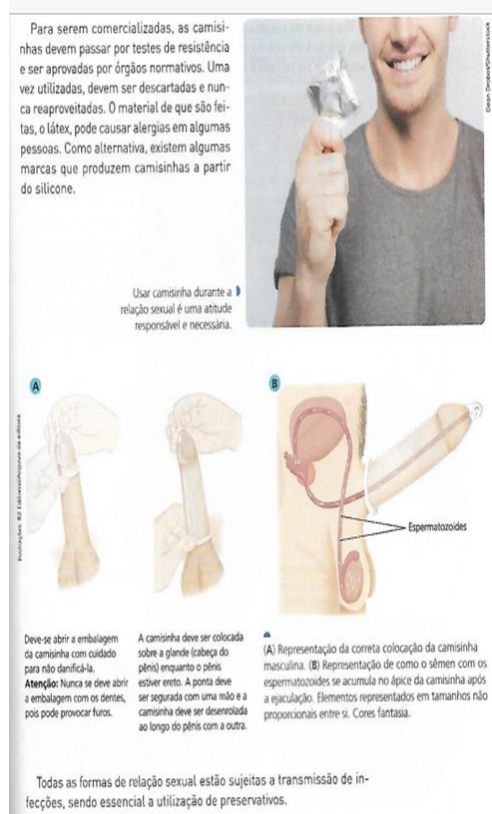 Para serem comercializadas, as camisi-
nhas devem passar por testes de resistência
e ser aprovadas por órgãos normativos. Uma
vez utilizadas, devem ser descartadas e nun-
ca reaproveitadas. O material de que são fei-
tas, o látex, pode causar alergias em algumas
pessoas. Como alternativa, existem algumas
marcas que produzem camisinhas a partir
do silicone.
Usar camisinha durante a
relação sexual é uma atitude
responsável e necessária.
A
B
Espermatozoides
Deve-se abrir a embalagem
da camisinha com cuidado
para não danificá-la.
Atenção: Nunca se deve abrir
a embalagem com os dentes,
pois pode provocar furos.
A camisinha deve ser colocada
sobre a glande (cabeça do
pênis) enquanto o pênis
estiver ereto. A ponta deve
ser segurada com uma mão e a
camisinha deve ser desenrolada
ao longo do pênis com a outra.
(A) Representação da correta colocação da camisinha
masculina. (B) Representação de como o sêmen com os
espermatozoides se acumula no ápice da camisinha após
a ejaculação. Elementos representados em tamanhos não
proporcionais entre si. Cores fantasia.
Todas as formas de relação sexual estão sujeitas a transmissão de in-
fecções, sendo essencial a utilização de preservativos.